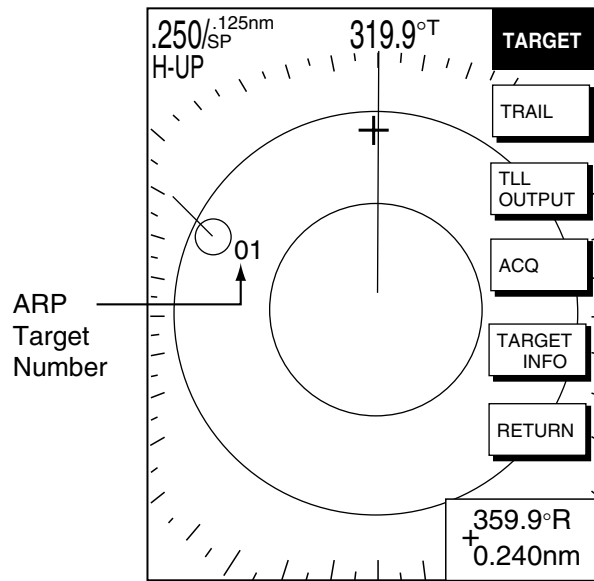 .250/.125nm
SP
319.9°T
TARGET
H-UP
TRAIL
TLL
OUTPUT
01
ACQ
ARP
Target
Number
TARGET
INFO
RETURN
+359.9°R
0.240nm